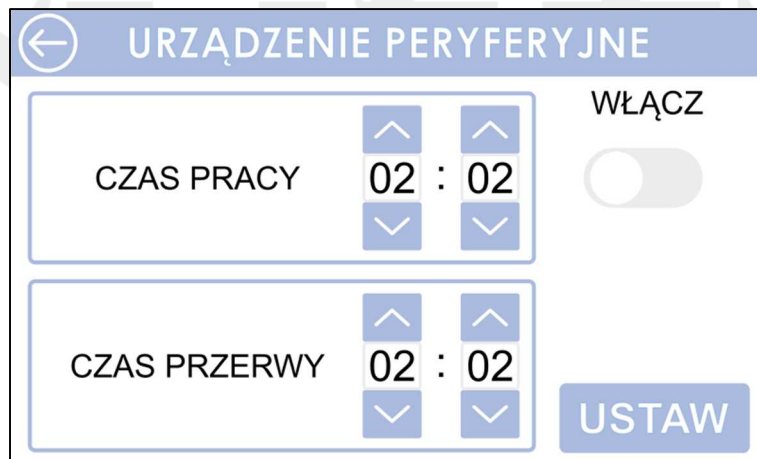 URZĄDZENIE PERYFERYJNE
WŁĄCZ
CZAS PRACY 02 : 02
CZAS PRZERWY 02 : 02
USTAW